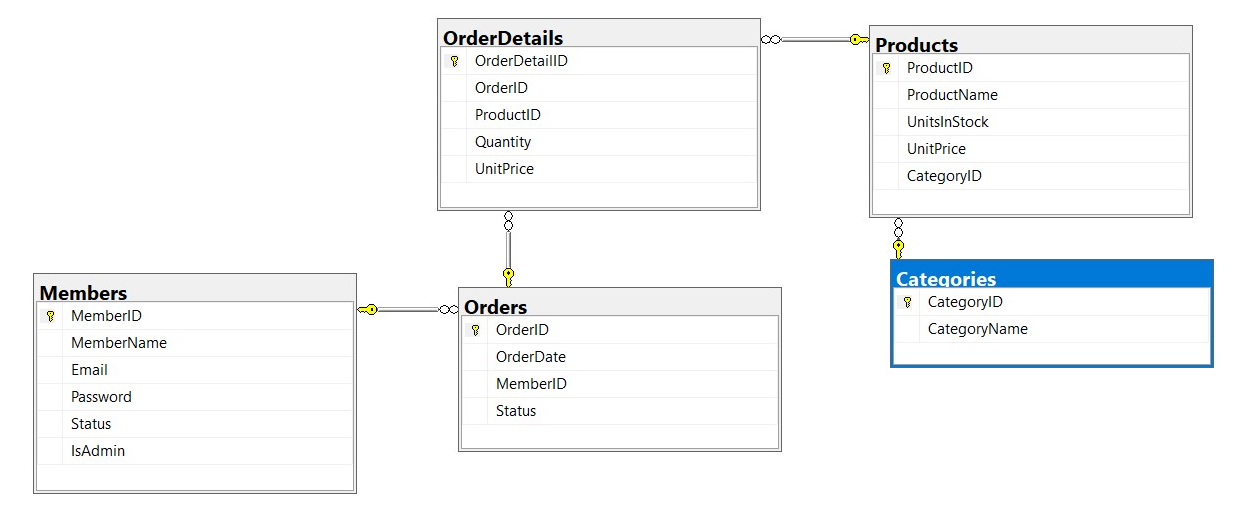 OrderDetails
OrderDetailID
OrderID
ProductID
Quantity
UnitPrice
Products
ProductID
ProductName
UnitsInStock
UnitPrice
CategoryID
Members
MemberID
MemberName
Email
Password
Status
IsAdmin
Orders
OrderID
OrderDate
MemberID
Status
Categories
CategoryID
CategoryName